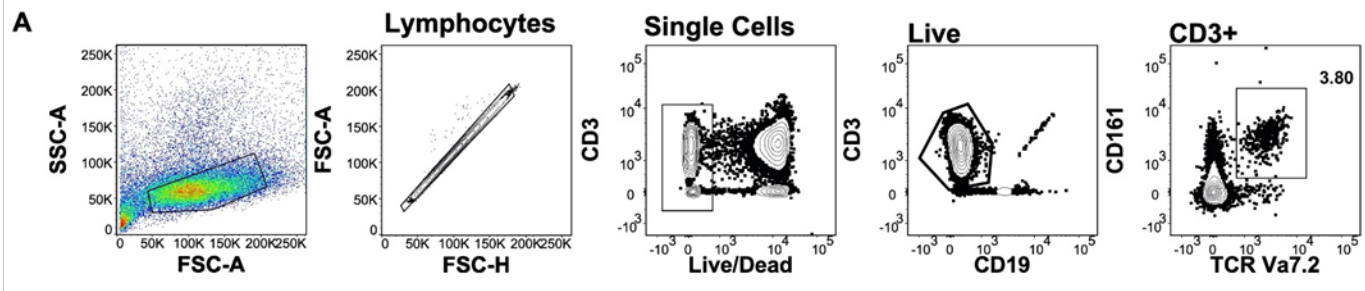 A
Lymphocytes
Single Cells
Live
CD3+
SSC-A
250K
200K
150K
100K
50K
0
0 50K 100K 150K 200K250K
FSC-A
FSC-A
250K
200K
150K
100K
50K
0
0 50K 100K 150K 200K250K
FSC-H
CD3
10^5
10^4
10^3
0
-10^3
-10^3 0 10^3 10^4 10^5
Live/Dead
CD3
10^5
10^4
10^3
0
-10^3
-10^3 0 10^3 10^4 10^5
CD19
CD161
10^5
10^4
10^3
0
-10^3
3.80
-10^3 0 10^3 10^4 10^5
TCR Va7.2